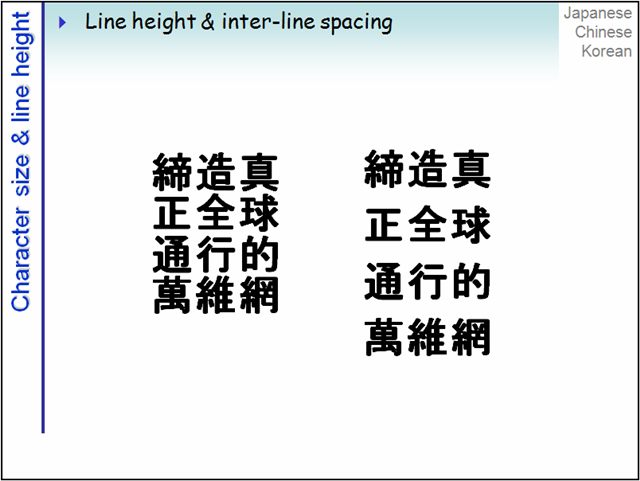 Line height & inter-line spacing
Japanese
Chinese
Korean
Character size & line height
締造真
正全球
通行的
萬維網
締造真
正全球
通行的
萬維網